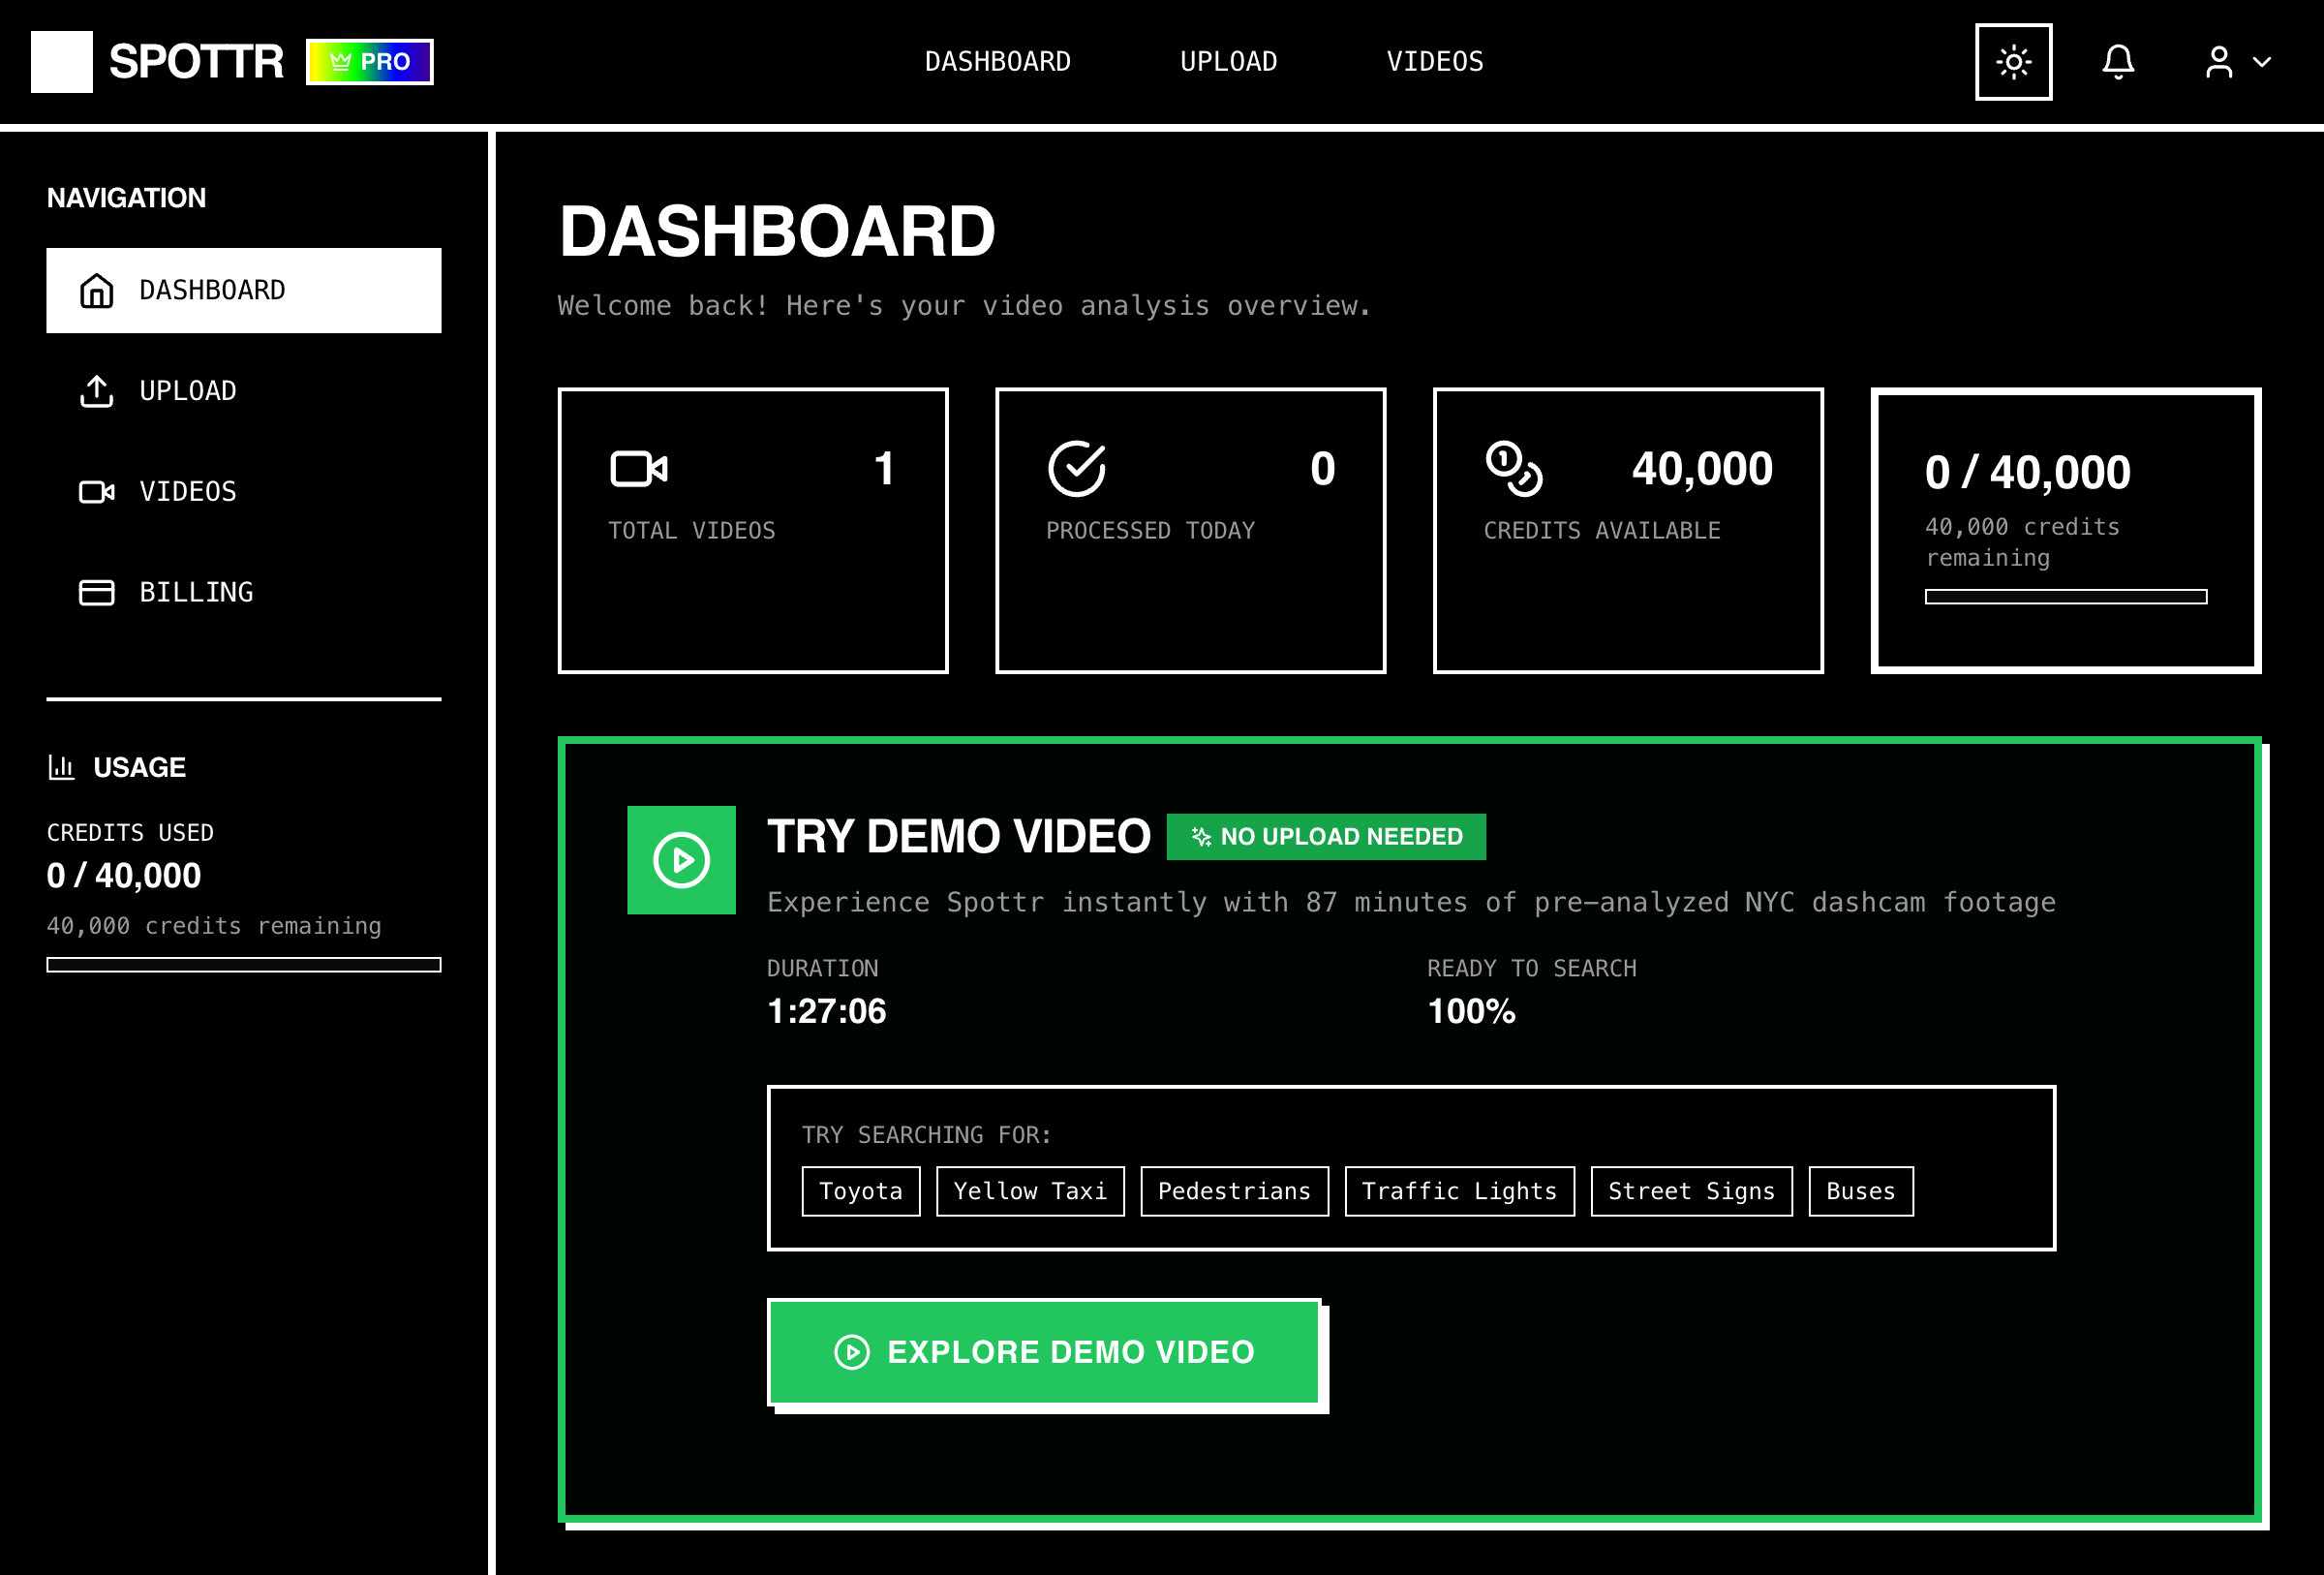 SPOTTR
PRO
DASHBOARD
UPLOAD
VIDEOS
NAVIGATION
DASHBOARD
UPLOAD
VIDEOS
BILLING
USAGE
CREDITS USED
0 / 40,000
40,000 credits remaining
DASHBOARD
Welcome back! Here's your video analysis overview.
1
TOTAL VIDEOS
0
PROCESSED TODAY
40,000
CREDITS AVAILABLE
0 / 40,000
40,000 credits
remaining
TRY DEMO VIDEO
NO UPLOAD NEEDED
Experience Spottr instantly with 87 minutes of pre-analyzed NYC dashcam footage
DURATION
1:27:06
READY TO SEARCH
100%
TRY SEARCHING FOR:
Toyota
Yellow Taxi
Pedestrians
Traffic Lights
Street Signs
Buses
EXPLORE DEMO VIDEO